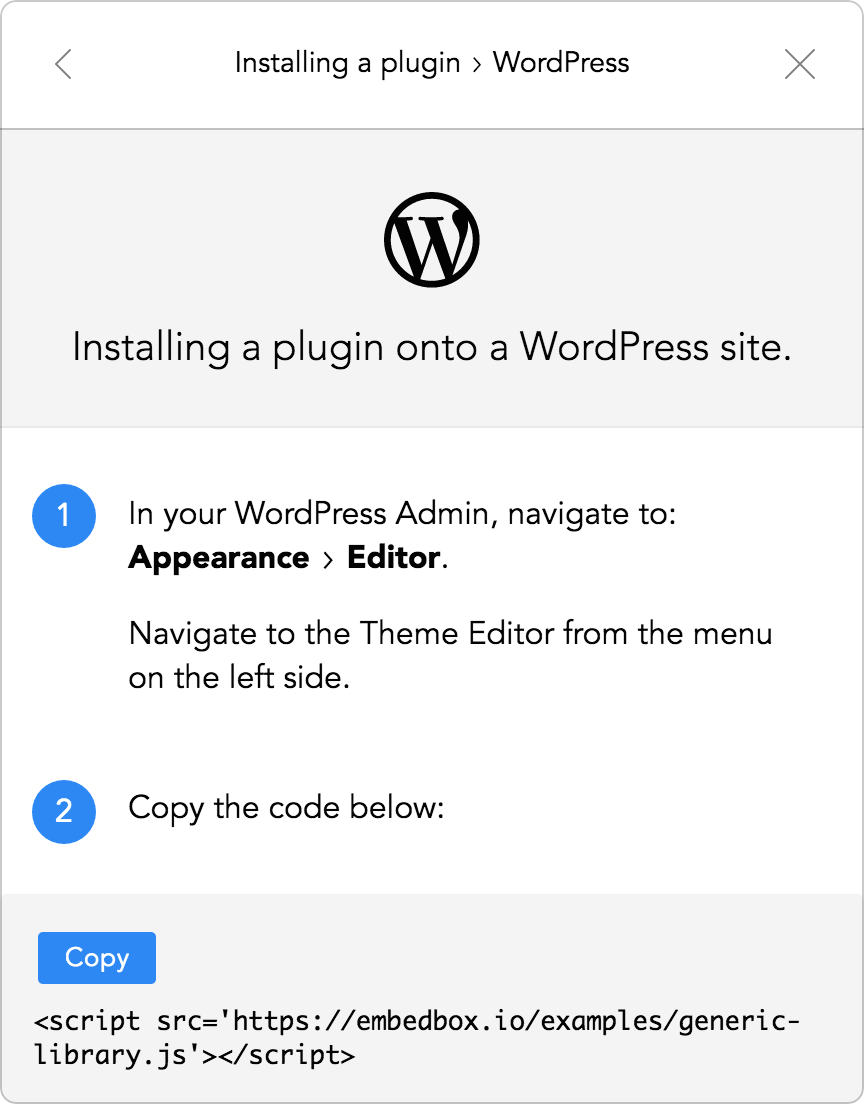 Installing a plugin › WordPress
Installing a plugin onto a WordPress site.
1
In your WordPress Admin, navigate to:
Appearance › Editor.
Navigate to the Theme Editor from the menu
on the left side.
2
Copy the code below:
Copy
<script src='https://embedbox.io/examples/generic-
library.js'></script>